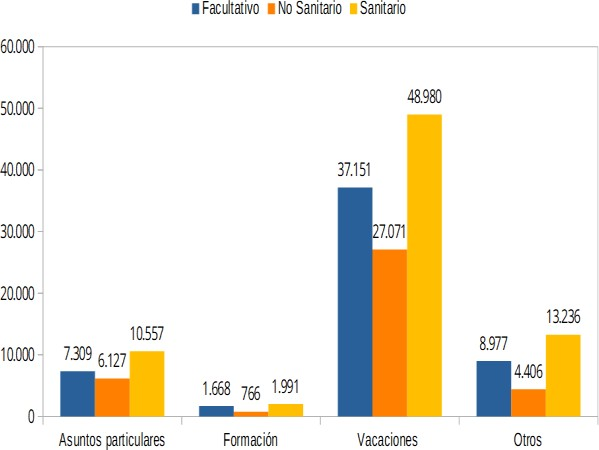 Facultativo No Sanitario Sanitario
60.000
50.000
40.000
30.000
20.000
10.000
0
7.309 6.127 10.557
1.668 766 1.991
37.151 27.071 48.980
8.977 4.406 13.236
Asuntos particulares Formación Vacaciones Otros